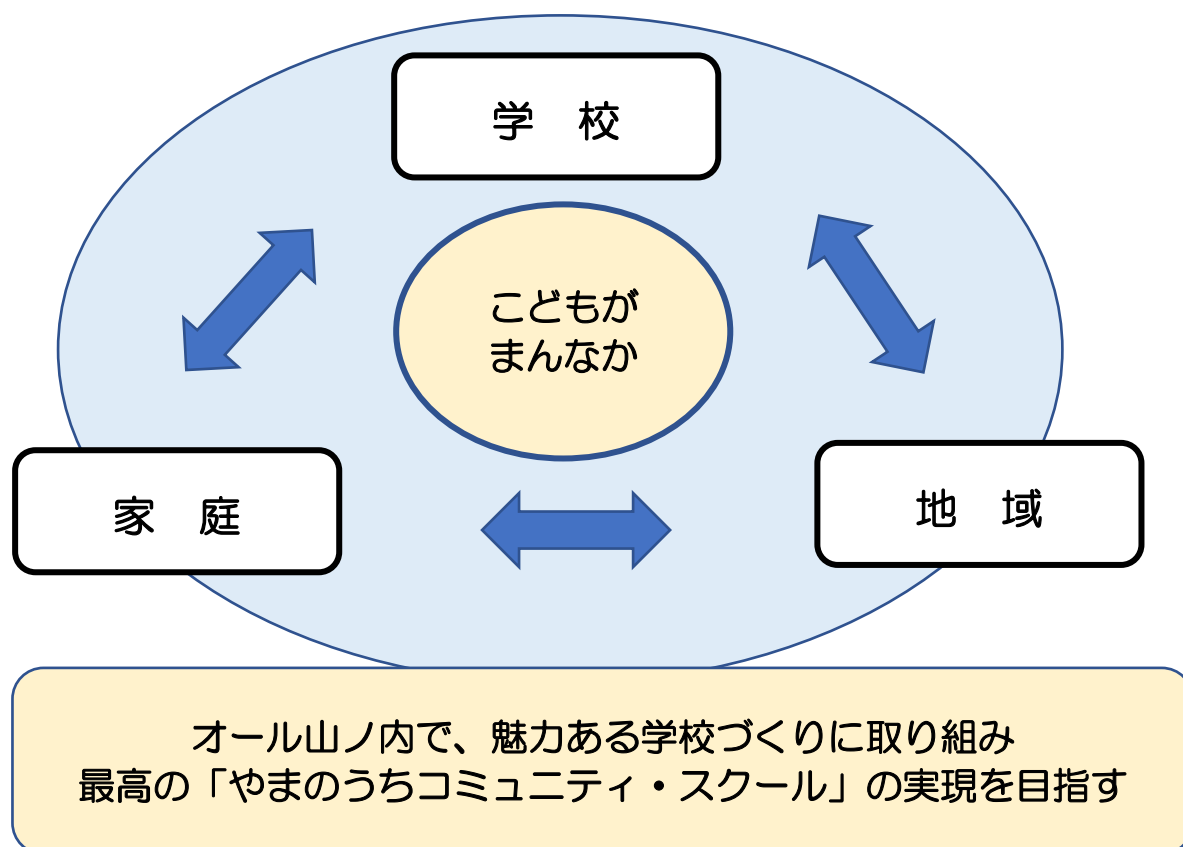 学　校
こどもが
まんなか
家　庭
地　域
オール山ノ内で、魅力ある学校づくりに取り組み
最高の「やまのうちコミュニティ・スクール」の実現を目指す